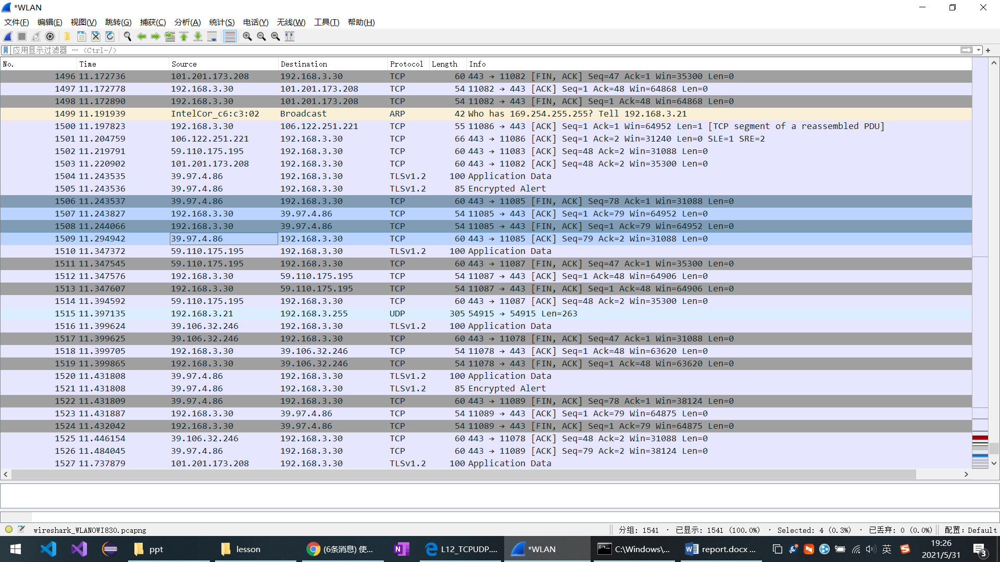 *WLAN
文件(F) 编辑(E) 视图(V) 跳转(G) 捕获(C) 分析(A) 统计(S) 电话(Y) 无线(W) 工具(T) 帮助(H)
应用显示过滤器 … <Ctrl-/>
No. Time Source Destination Protocol Length Info
1496 11.172736 101.201.173.208 192.168.3.30 TCP 60 443 → 11082 [FIN, ACK] Seq=47 Ack=1 Win=35300 Len=0
1497 11.172778 192.168.3.30 101.201.173.208 TCP 54 11082 → 443 [ACK] Seq=1 Ack=48 Win=64868 Len=0
1498 11.172890 192.168.3.30 101.201.173.208 TCP 54 11082 → 443 [FIN, ACK] Seq=1 Ack=48 Win=64868 Len=0
1499 11.191939 IntelCor_c6:c3:02 Broadcast ARP 42 Who has 169.254.255.255? Tell 192.168.3.21
1500 11.197823 192.168.3.30 106.122.251.221 TCP 55 11086 → 443 [ACK] Seq=1 Ack=1 Win=64952 Len=1 [TCP segment of a reassembled PDU]
1501 11.204759 106.122.251.221 192.168.3.30 TCP 66 443 → 11086 [ACK] Seq=1 Ack=2 Win=31240 Len=0 SLE=1 SRE=2
1502 11.219791 59.110.175.195 192.168.3.30 TCP 60 443 → 11083 [ACK] Seq=48 Ack=2 Win=31088 Len=0
1503 11.220902 101.201.173.208 192.168.3.30 TCP 60 443 → 11082 [ACK] Seq=48 Ack=2 Win=35300 Len=0
1504 11.243535 39.97.4.86 192.168.3.30 TLSv1.2 100 Application Data
1505 11.243536 39.97.4.86 192.168.3.30 TLSv1.2 85 Encrypted Alert
1506 11.243537 39.97.4.86 192.168.3.30 TCP 60 443 → 11085 [FIN, ACK] Seq=78 Ack=1 Win=31088 Len=0
1507 11.243827 192.168.3.30 39.97.4.86 TCP 54 11085 → 443 [ACK] Seq=1 Ack=79 Win=64952 Len=0
1508 11.244066 192.168.3.30 39.97.4.86 TCP 54 11085 → 443 [FIN, ACK] Seq=1 Ack=79 Win=64952 Len=0
1509 11.294942 39.97.4.86 192.168.3.30 TCP 60 443 → 11085 [ACK] Seq=79 Ack=2 Win=31088 Len=0
1510 11.347372 59.110.175.195 192.168.3.30 TLSv1.2 100 Application Data
1511 11.347545 59.110.175.195 192.168.3.30 TCP 60 443 → 11087 [FIN, ACK] Seq=47 Ack=1 Win=35300 Len=0
1512 11.347576 192.168.3.30 59.110.175.195 TCP 54 11087 → 443 [ACK] Seq=1 Ack=48 Win=64906 Len=0
1513 11.347607 192.168.3.30 59.110.175.195 TCP 54 11087 → 443 [FIN, ACK] Seq=1 Ack=48 Win=64906 Len=0
1514 11.394592 59.110.175.195 192.168.3.30 TCP 60 443 → 11087 [ACK] Seq=48 Ack=2 Win=35300 Len=0
1515 11.397135 192.168.3.21 192.168.3.255 UDP 305 54915 → 54915 Len=263
1516 11.399624 39.106.32.246 192.168.3.30 TLSv1.2 100 Application Data
1517 11.399625 39.106.32.246 192.168.3.30 TCP 60 443 → 11078 [FIN, ACK] Seq=47 Ack=1 Win=31088 Len=0
1518 11.399705 192.168.3.30 39.106.32.246 TCP 54 11078 → 443 [ACK] Seq=1 Ack=48 Win=63620 Len=0
1519 11.399865 192.168.3.30 39.106.32.246 TCP 54 11078 → 443 [FIN, ACK] Seq=1 Ack=48 Win=63620 Len=0
1520 11.431808 39.97.4.86 192.168.3.30 TLSv1.2 100 Application Data
1521 11.431808 39.97.4.86 192.168.3.30 TLSv1.2 85 Encrypted Alert
1522 11.431809 39.97.4.86 192.168.3.30 TCP 60 443 → 11089 [FIN, ACK] Seq=78 Ack=1 Win=38124 Len=0
1523 11.431887 192.168.3.30 39.97.4.86 TCP 54 11089 → 443 [ACK] Seq=1 Ack=79 Win=64875 Len=0
1524 11.432042 192.168.3.30 39.97.4.86 TCP 54 11089 → 443 [FIN, ACK] Seq=1 Ack=79 Win=64875 Len=0
1525 11.446154 39.106.32.246 192.168.3.30 TCP 60 443 → 11078 [ACK] Seq=48 Ack=2 Win=31088 Len=0
1526 11.484045 39.97.4.86 192.168.3.30 TCP 60 443 → 11089 [ACK] Seq=79 Ack=2 Win=38124 Len=0
1527 11.737879 101.201.173.208 192.168.3.30 TLSv1.2 100 Application Data
wireshark_WLANOWI830.pcapng 分组: 1541 · 已显示: 1541 (100.0%) · Selected: 4 (0.3%) · 已丢弃: 0 (0.0%) 配置: Default
ppt lesson (6条消息) 使... L12_TCPUDP.... *WLAN C:\Windows\... report.docx ... 英 19:26
2021/5/31 3